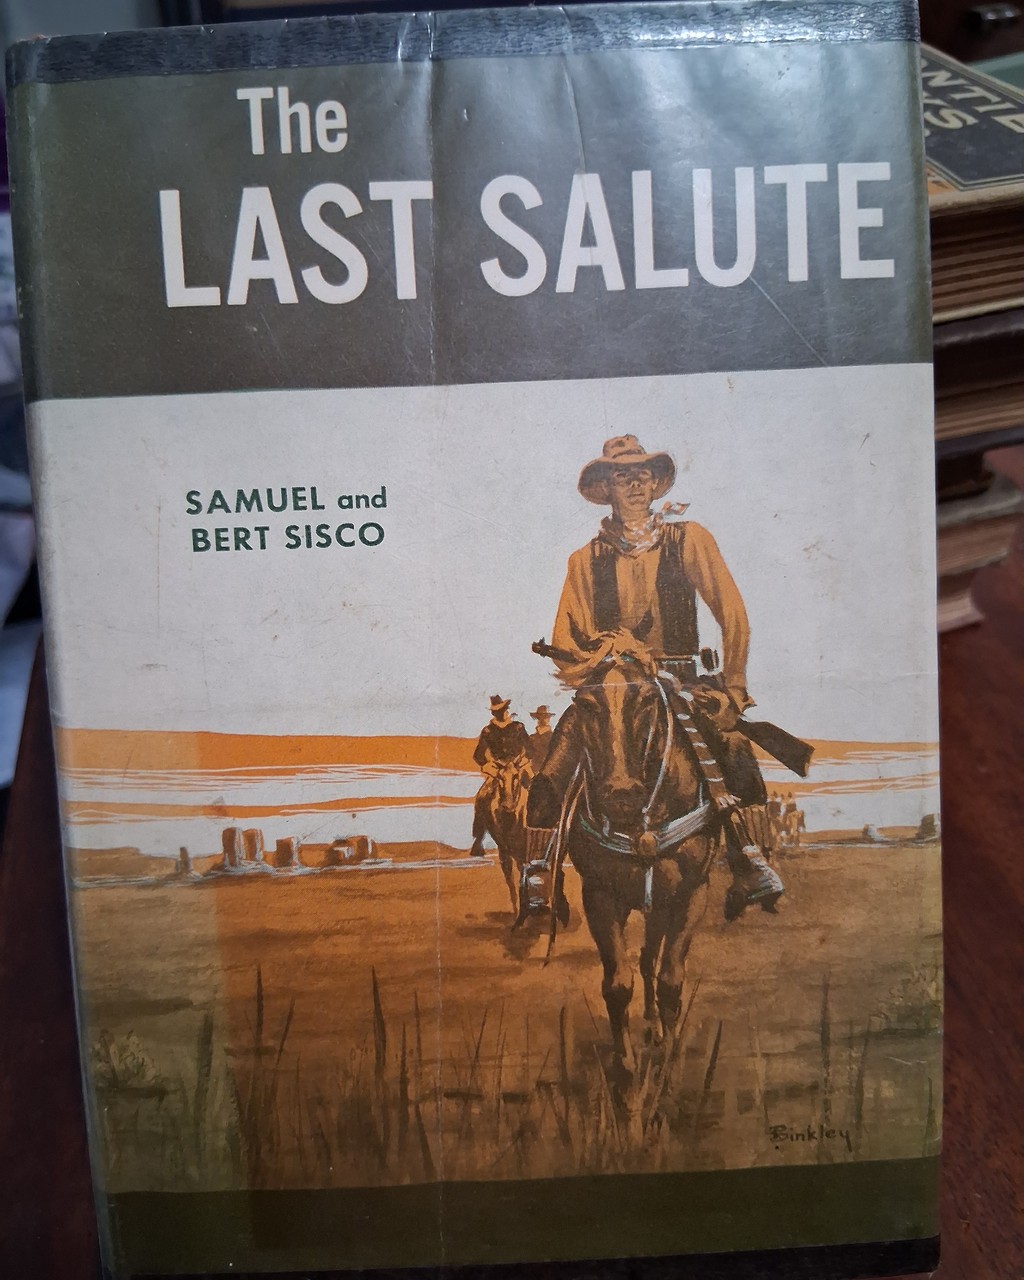 The
LAST SALUTE
SAMUEL and
BERT SISCO
Binkley